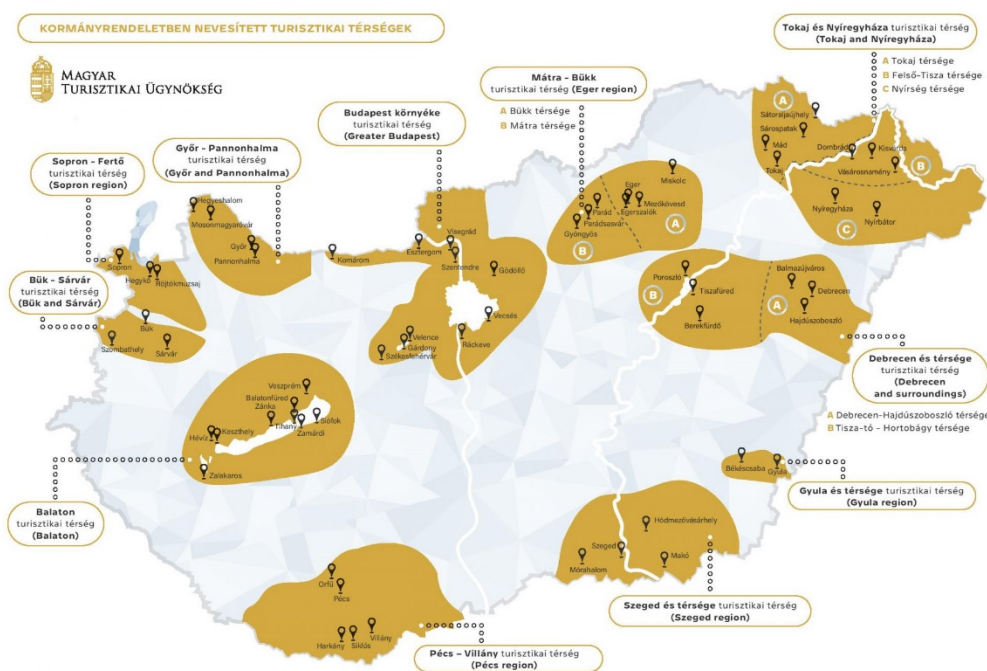 KORMÁNYRENDELETBEN NEVESÍTETT TURISZTIKAI TÉRSÉGEK
MAGYAR
TURISZTIKAI ÜGYNÖKSÉG
Tokaj és Nyíregyháza turisztikai térség
(Tokaj and Nyíregyháza)
A Tokaj térsége
B Felső-Tisza térsége
C Nyírség térsége
Mátra - Bükk
turisztikai térség (Eger region)
A Bükk térsége
B Mátra térsége
Budapest környéke
turisztikai térség
(Greater Budapest)
Győr - Pannonhalma
turisztikai térség
(Győr and Pannonhalma)
Sopron - Fertő
turisztikai térség
(Sopron region)
Bük - Sárvár
turisztikai térség
(Bük and Sárvár)
Balaton
turisztikai térség
(Balaton)
Pécs - Villány turisztikai térség
(Pécs region)
Szeged és térsége turisztikai térség
(Szeged region)
Gyula és térsége turisztikai térség
(Gyula region)
Debrecen és térsége
turisztikai térség
(Debrecen
and surroundings)
A Debrecen-Hajdúszoboszló térsége
B Tisza-tó - Hortobágy térsége
A
Sátoraljaújhely
Sárospatak
Mád
Tokaj
Dombrád
Kisvárda
Vásárosnamény
B
Nyíregyháza
Nyírbátor
C
Miskolc
Eger
Mezőkövesd
Egerszalók
Parád
Parádsasvár
Gyöngyös
A
B
Hegyeshalom
Mosonmagyaróvár
Győr
Pannonhalma
Komárom
Esztergom
Visegrád
Szentendre
Gödöllő
Vecsés
Ráckeve
Velence
Gárdony
Székesfehérvár
Sopron
Hegykő
Röjtökmuzsaj
Bük
Szombathely
Sárvár
Poroszló
B
Tiszafüred
Berekfürdő
Balmazújváros
A
Debrecen
Hajdúszoboszló
Veszprém
Balatonfüred
Zánka
Tihany
Zamárdi
Siófok
Hévíz
Keszthely
Zalakaros
Békéscsaba
Gyula
Hódmezővásárhely
Szeged
Makó
Mórahalom
Orfű
Pécs
Harkány
Siklós
Villány